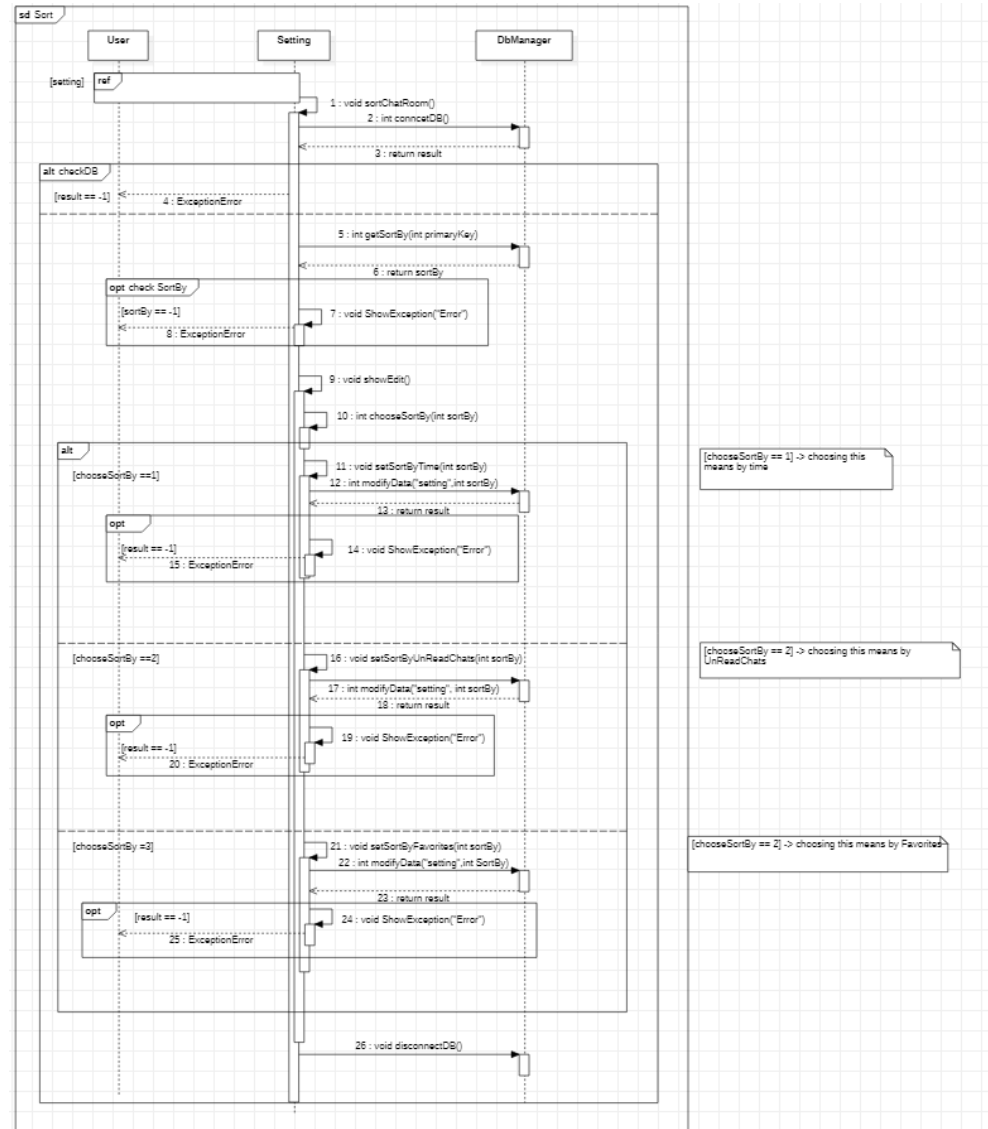 sd Sort
User
Setting
DbManager
[setting]
ref
1 : void sortChatRoom()
2 : int conncetDB()
3 : return result
alt checkDB
[result == -1]
4 : ExceptionError
5 : int getSortBy(int primaryKey)
6 : return sortBy
opt check SortBy
[sortBy == -1]
7 : void ShowException("Error")
8 : ExceptionError
9 : void showEdit()
10 : int chooseSortBy(int sortBy)
alt
[chooseSortBy ==1]
11 : void setSortByTime(int sortBy)
12 : int modifyData("setting",int sortBy)
13 : return result
[chooseSortBy == 1] -> choosing this
means by time
opt
[result == -1]
14 : void ShowException("Error")
15 : ExceptionError
[chooseSortBy ==2]
16 : void setSortByUnReadChats(int sortBy)
17 : int modifyData("setting", int sortBy)
18 : return result
[chooseSortBy == 2] -> choosing this means by
UnReadChats
opt
[result == -1]
19 : void ShowException("Error")
20 : ExceptionError
[chooseSortBy =3]
21 : void setSortByFavorites(int sortBy)
22 : int modifyData("setting",int SortBy)
23 : return result
[chooseSortBy == 2] -> choosing this means by Favorites
opt
[result == -1]
24 : void ShowException("Error")
25 : ExceptionError
26 : void disconnectDB()